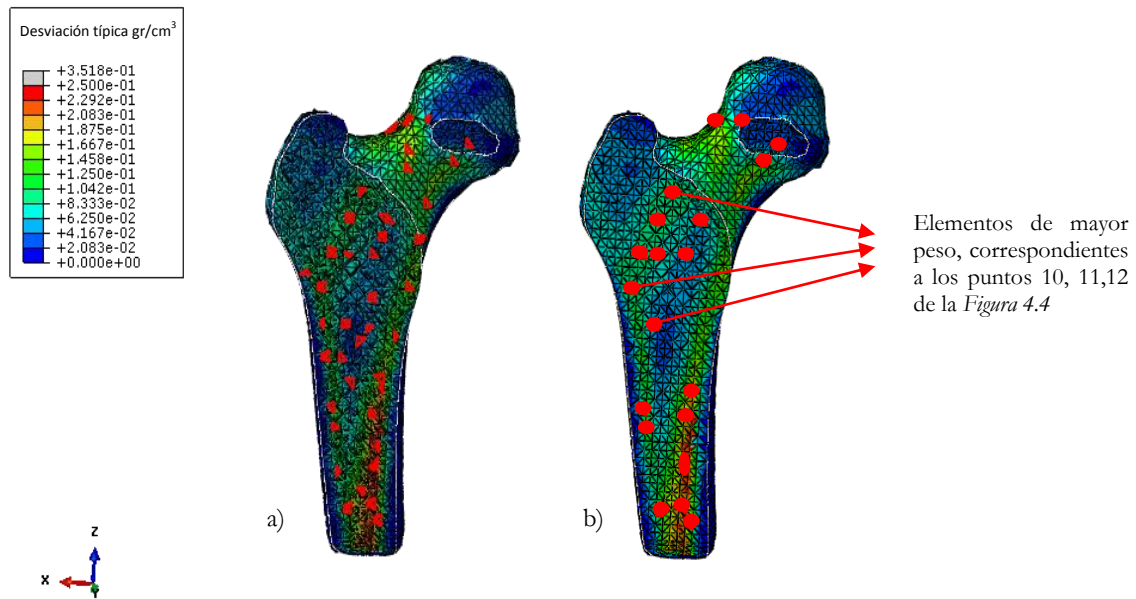 Desviación típica gr/cm³
+3.518e-01
+2.500e-01
+2.292e-01
+2.083e-01
+1.875e-01
+1.667e-01
+1.458e-01
+1.250e-01
+1.042e-01
+8.333e-02
+6.250e-02
+4.167e-02
+2.083e-02
+0.000e+00
Elementos de mayor
peso, correspondientes
a los puntos 10, 11,12
de la Figura 4.4
a)
b)
Z
X
Y